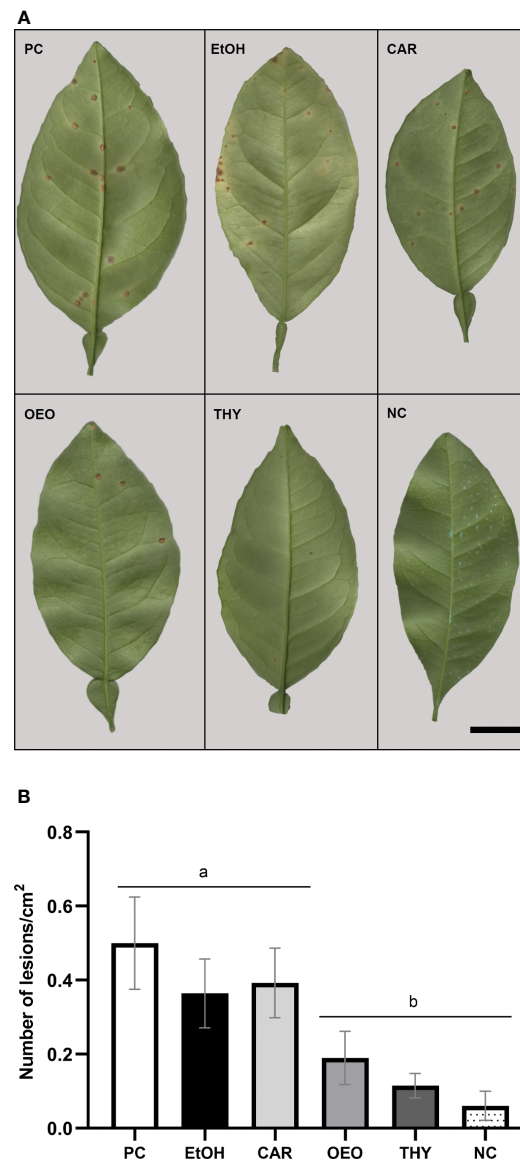 A
PC
EtOH
CAR
OEO
THY
NC
B
Number of lesions/cm²
0.8
0.6
0.4
0.2
0.0
a
b
PC EtOH CAR OEO THY NC